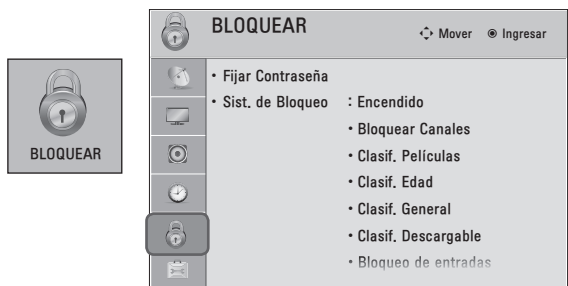 BLOQUEAR
BLOQUEAR Mover Ingresar
• Fijar Contraseña
• Sist. de Bloqueo : Encendido
• Bloquear Canales
• Clasif. Películas
• Clasif. Edad
• Clasif. General
• Clasif. Descargable
• Bloqueo de entradas